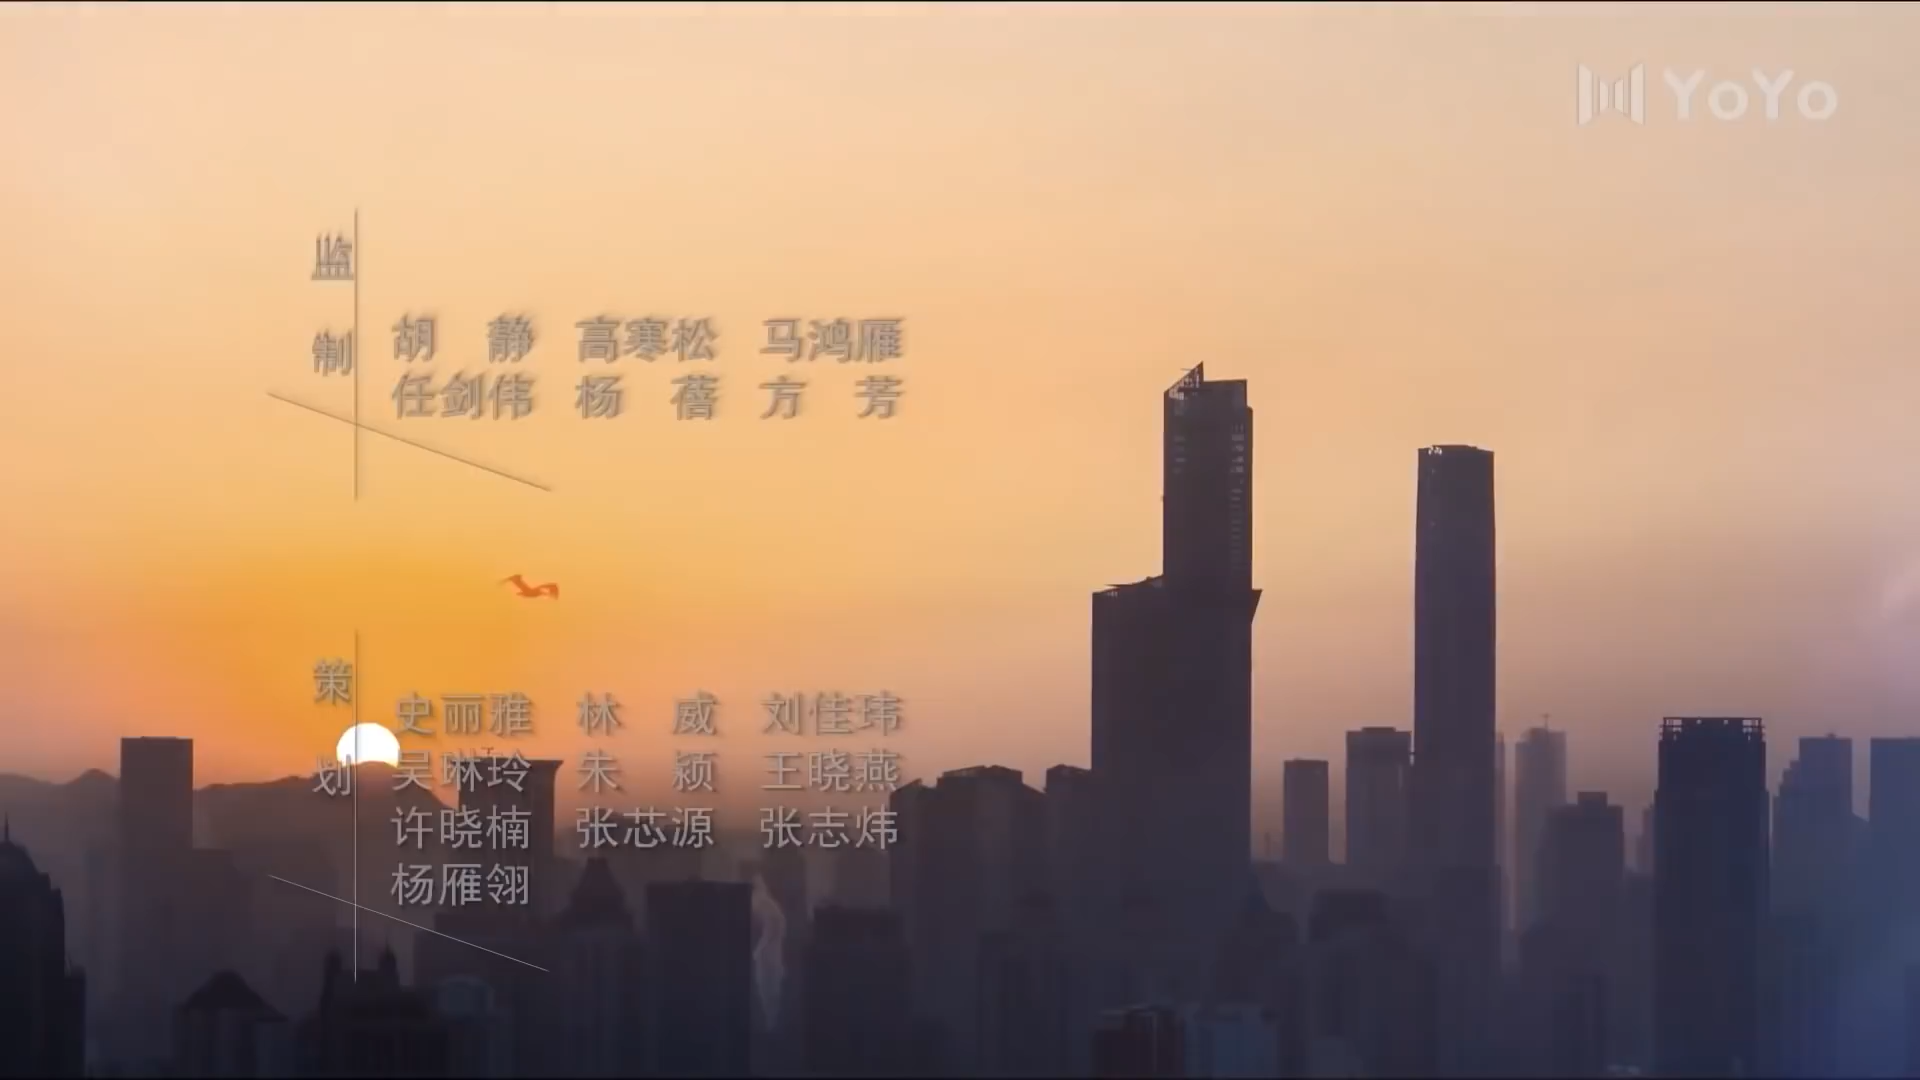 YoYo
监制
胡静 高寒松 马鸿雁
任剑伟 杨蓓 方芳
策划
史丽雅 林威 刘佳玮
吴琳玲 朱颖 王晓燕
许晓楠 张芯源 张志炜
杨雁翎